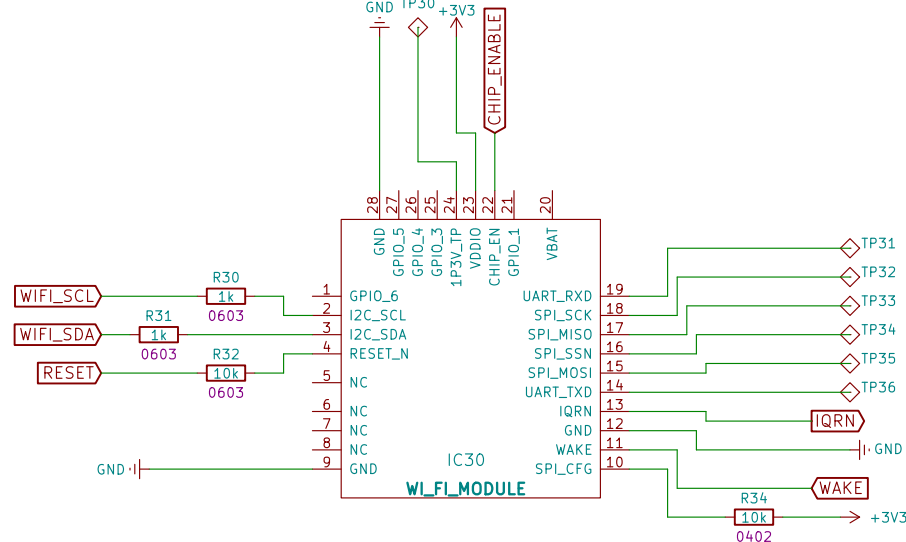 GND
TP30
+3V3
CHIP_ENABLE
28
27
26
25
24
23
22
21
20
GND
GPIO_5
GPIO_4
GPIO_3
1P3V_TP
VDDIO
CHIP_EN
GPIO_1
VBAT
WIFI_SCL
R30
1k
0603
WIFI_SDA
R31
1k
0603
RESET
R32
10k
0603
GND
1 GPIO_6
2 I2C_SCL
3 I2C_SDA
4 RESET_N
5 NC
6 NC
7 NC
8 NC
9 GND
UART_RXD 19
SPI_SCK 18
SPI_MISO 17
SPI_SSN 16
SPI_MOSI 15
UART_TXD 14
IQRN 13
GND 12
WAKE 11
SPI_CFG 10
IC30
WI_FI_MODULE
TP31
TP32
TP33
TP34
TP35
TP36
IQRN
GND
WAKE
R34
10k
0402
+3V3